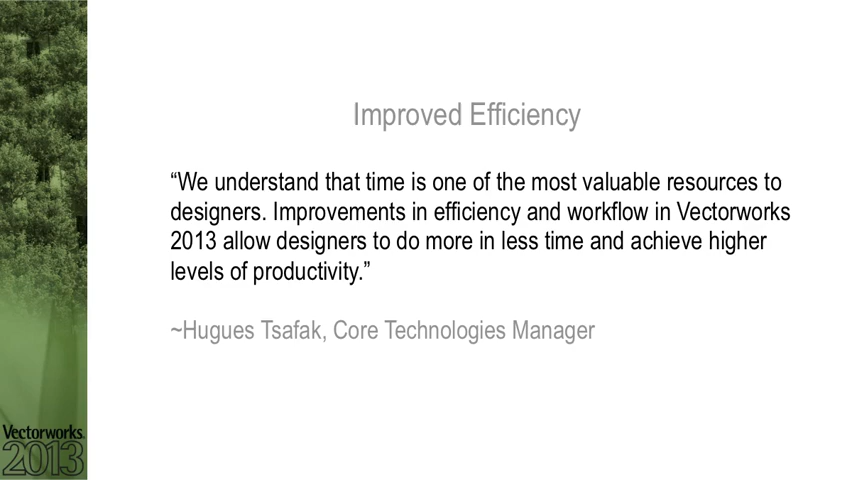 Improved Efficiency
“We understand that time is one of the most valuable resources to
designers. Improvements in efficiency and workflow in Vectorworks
2013 allow designers to do more in less time and achieve higher
levels of productivity.”
~Hugues Tsafak, Core Technologies Manager
Vectorworks.
2013